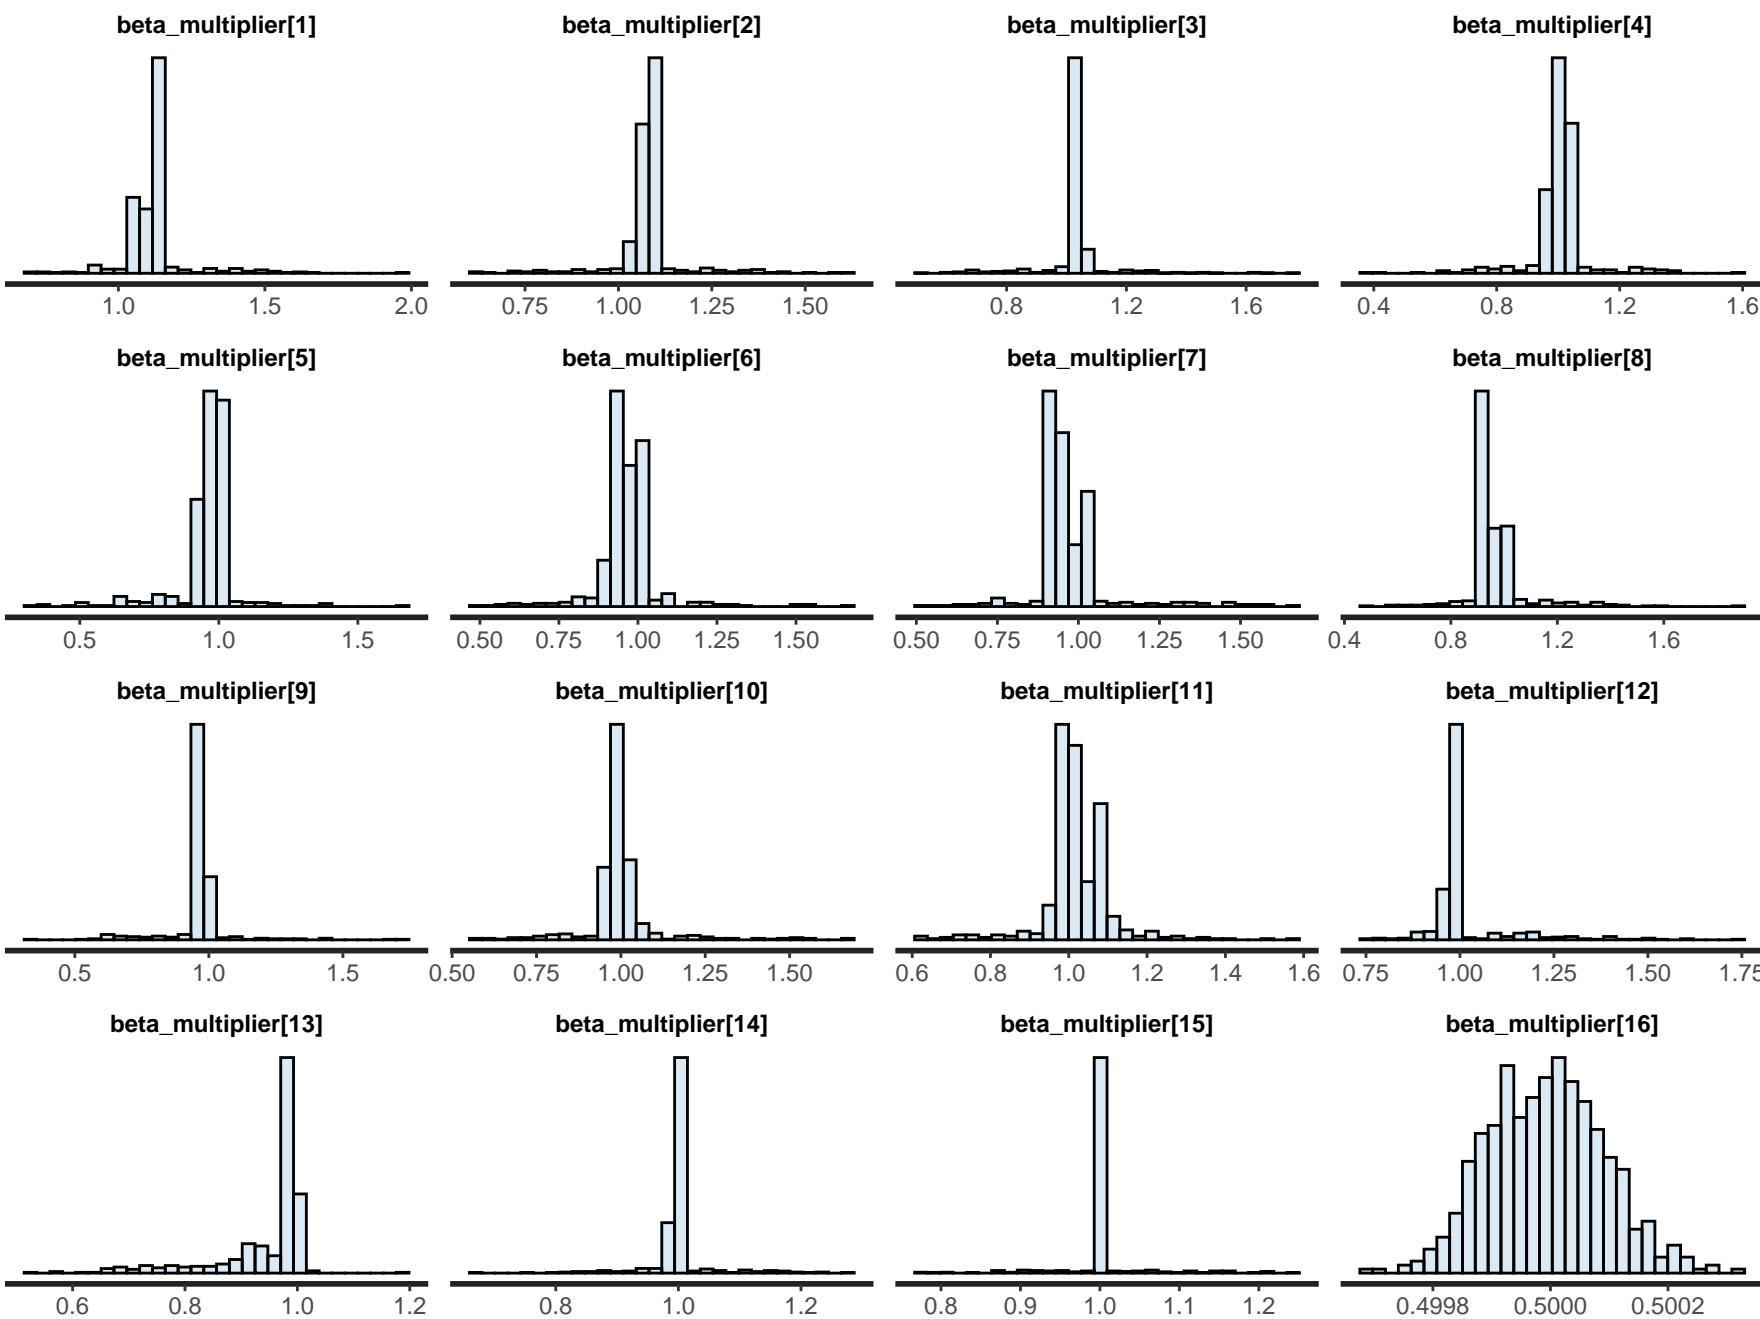 beta_multiplier[1] beta_multiplier[2] beta_multiplier[3] beta_multiplier[4]
1.0 1.5 2.0 0.75 1.00 1.25 1.50 0.8 1.2 1.6 0.4 0.8 1.2 1.6
beta_multiplier[5] beta_multiplier[6] beta_multiplier[7] beta_multiplier[8]
0.5 1.0 1.5 0.50 0.75 1.00 1.25 1.50 0.50 0.75 1.00 1.25 1.50 0.4 0.8 1.2 1.6
beta_multiplier[9] beta_multiplier[10] beta_multiplier[11] beta_multiplier[12]
0.5 1.0 1.5 0.50 0.75 1.00 1.25 1.50 0.6 0.8 1.0 1.2 1.4 1.6 0.75 1.00 1.25 1.50 1.75
beta_multiplier[13] beta_multiplier[14] beta_multiplier[15] beta_multiplier[16]
0.6 0.8 1.0 1.2 0.8 1.0 1.2 0.8 0.9 1.0 1.1 1.2 0.4998 0.5000 0.5002